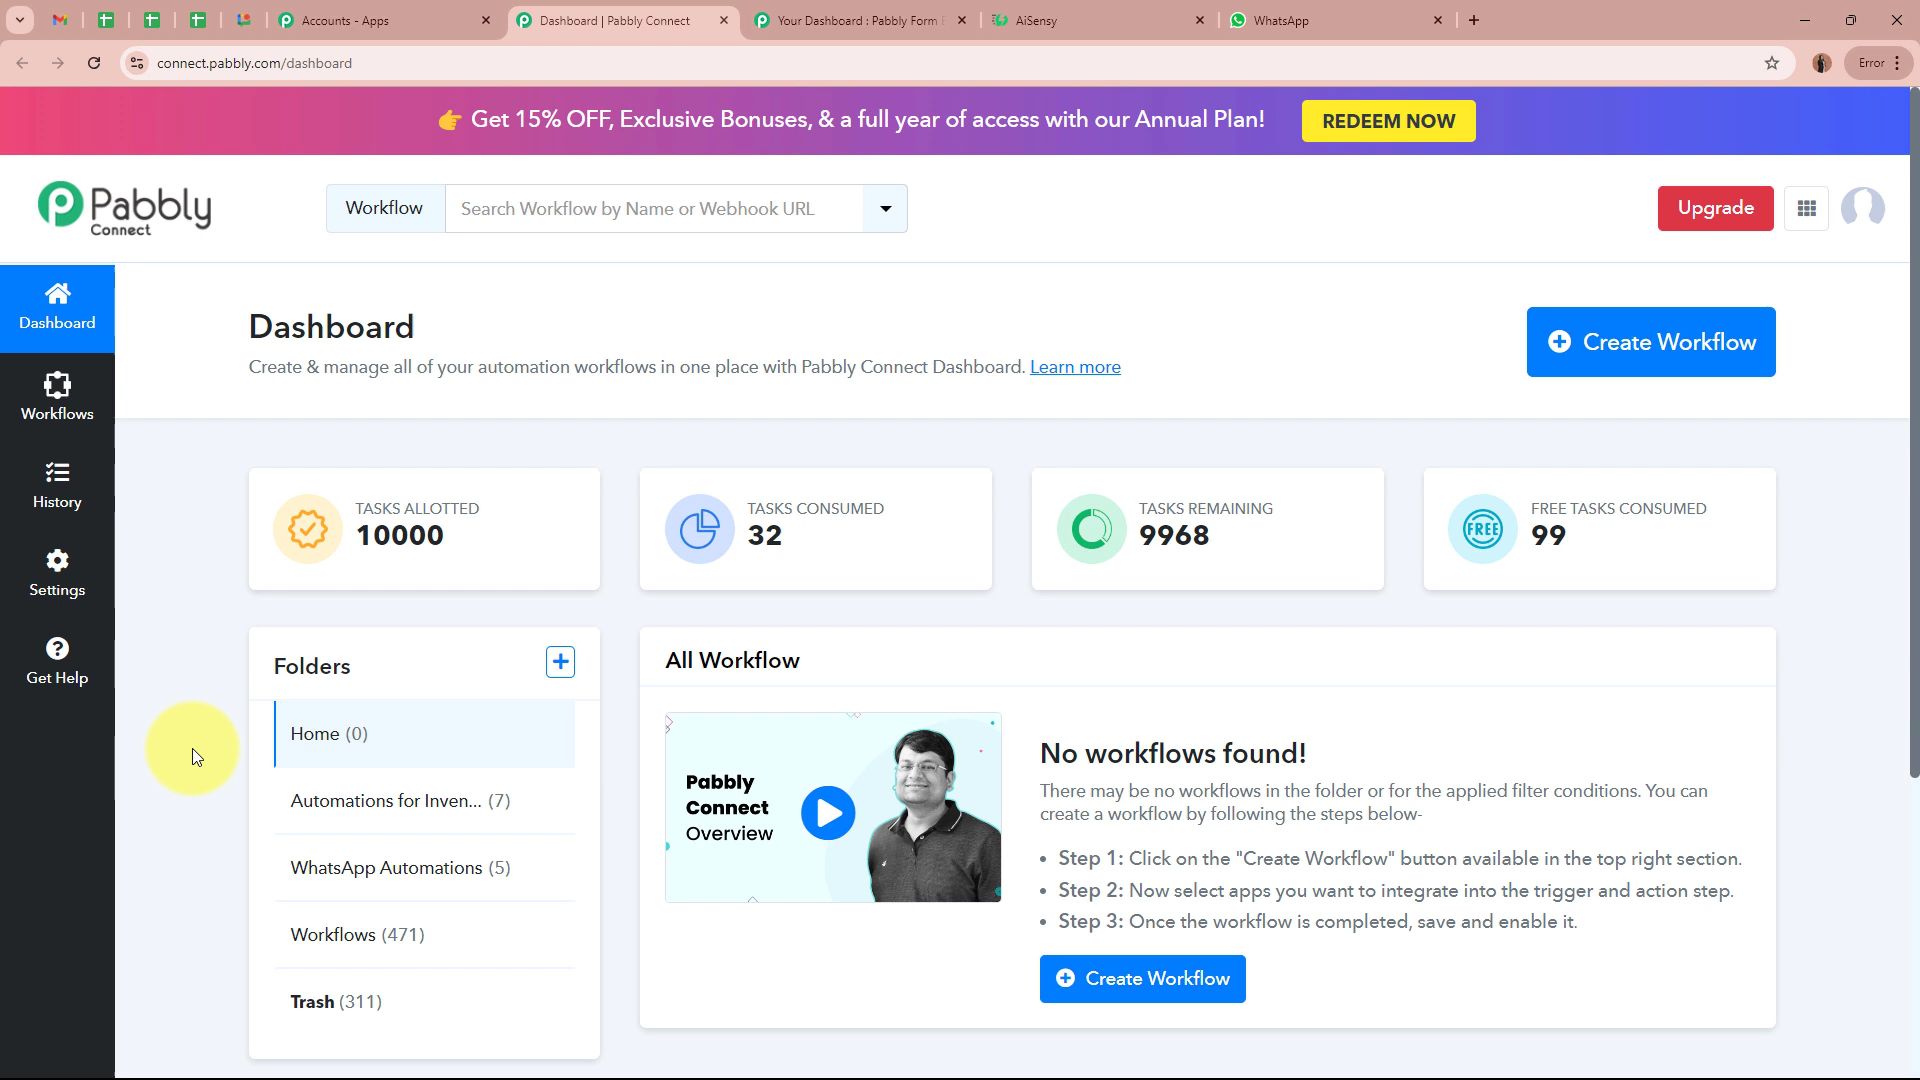 Accounts - Apps
Dashboard | Pabbly Connect
Your Dashboard : Pabbly Form
AiSensy
WhatsApp
connect.pabbly.com/dashboard
Error
👉 Get 15% OFF, Exclusive Bonuses, & a full year of access with our Annual Plan!
REDEEM NOW
Pabbly
Connect
Workflow
Search Workflow by Name or Webhook URL
Upgrade
Dashboard
Workflows
History
Settings
Get Help
Dashboard
Create & manage all of your automation workflows in one place with Pabbly Connect Dashboard. Learn more
Create Workflow
TASKS ALLOTTED
10000
TASKS CONSUMED
32
TASKS REMAINING
9968
FREE
FREE TASKS CONSUMED
99
Folders
Home (0)
Automations for Inven... (7)
WhatsApp Automations (5)
Workflows (471)
Trash (311)
All Workflow
Pabbly
Connect
Overview
No workflows found!
There may be no workflows in the folder or for the applied filter conditions. You can
create a workflow by following the steps below-
• Step 1: Click on the "Create Workflow" button available in the top right section.
• Step 2: Now select apps you want to integrate into the trigger and action step.
• Step 3: Once the workflow is completed, save and enable it.
Create Workflow